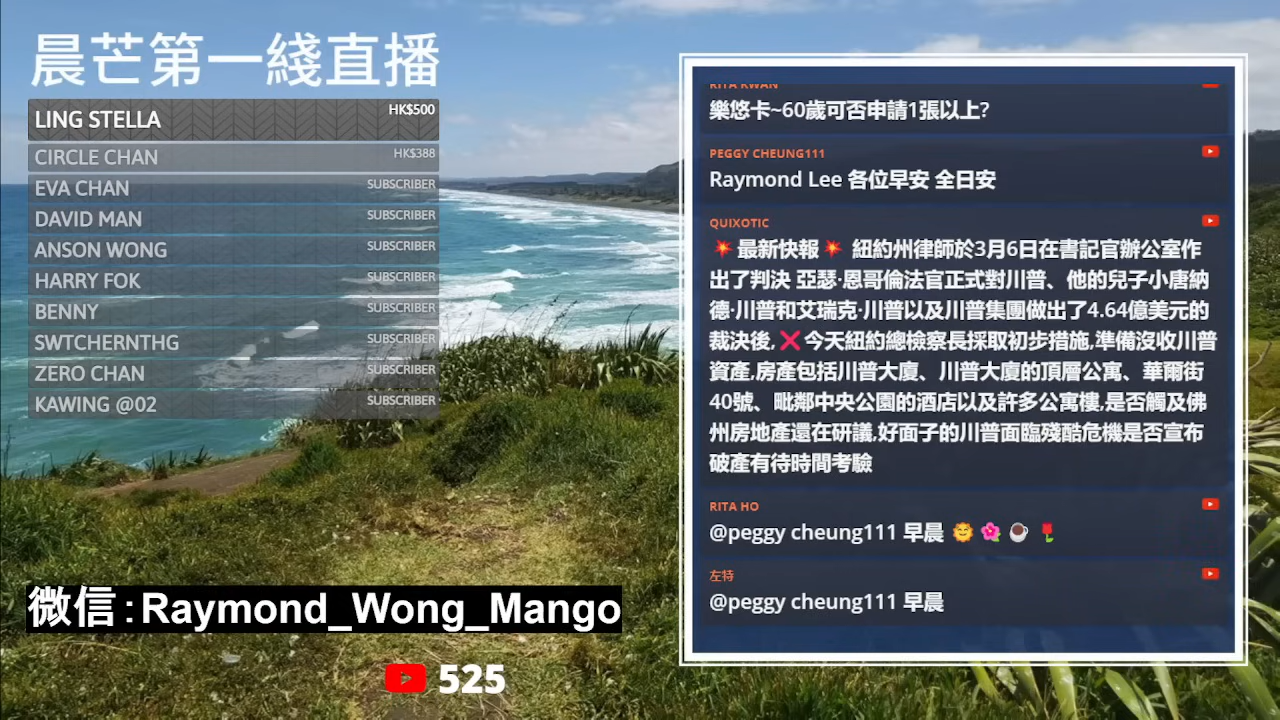 晨芒第一綫直播
LING STELLA HK$500
CIRCLE CHAN HK$388
EVA CHAN SUBSCRIBER
DAVID MAN SUBSCRIBER
ANSON WONG SUBSCRIBER
HARRY FOK SUBSCRIBER
BENNY SUBSCRIBER
SWTCHERNTHG SUBSCRIBER
ZERO CHAN SUBSCRIBER
KAWING @02 SUBSCRIBER
微信:Raymond_Wong_Mango
525
RITA KWAN
樂悠卡~60歲可否申請1張以上?
PEGGY CHEUNG111
Raymond Lee 各位早安 全日安
QUIXOTIC
💥最新快報💥 紐約州律師於3月6日在書記官辦公室作
出了判決 亞瑟·恩哥倫法官正式對川普、他的兒子小唐納
德·川普和艾瑞克·川普以及川普集團做出了4.64億美元的
裁決後,❌今天紐約總檢察長採取初步措施,準備沒收川普
資產,房產包括川普大廈、川普大廈的頂層公寓、華爾街
40號、毗鄰中央公園的酒店以及許多公寓樓,是否觸及佛
州房地產還在研議,好面子的川普面臨殘酷危機是否宣布
破產有待時間考驗
RITA HO
@peggy cheung111 早晨 🌞🌺☕🌷
左特
@peggy cheung111 早晨